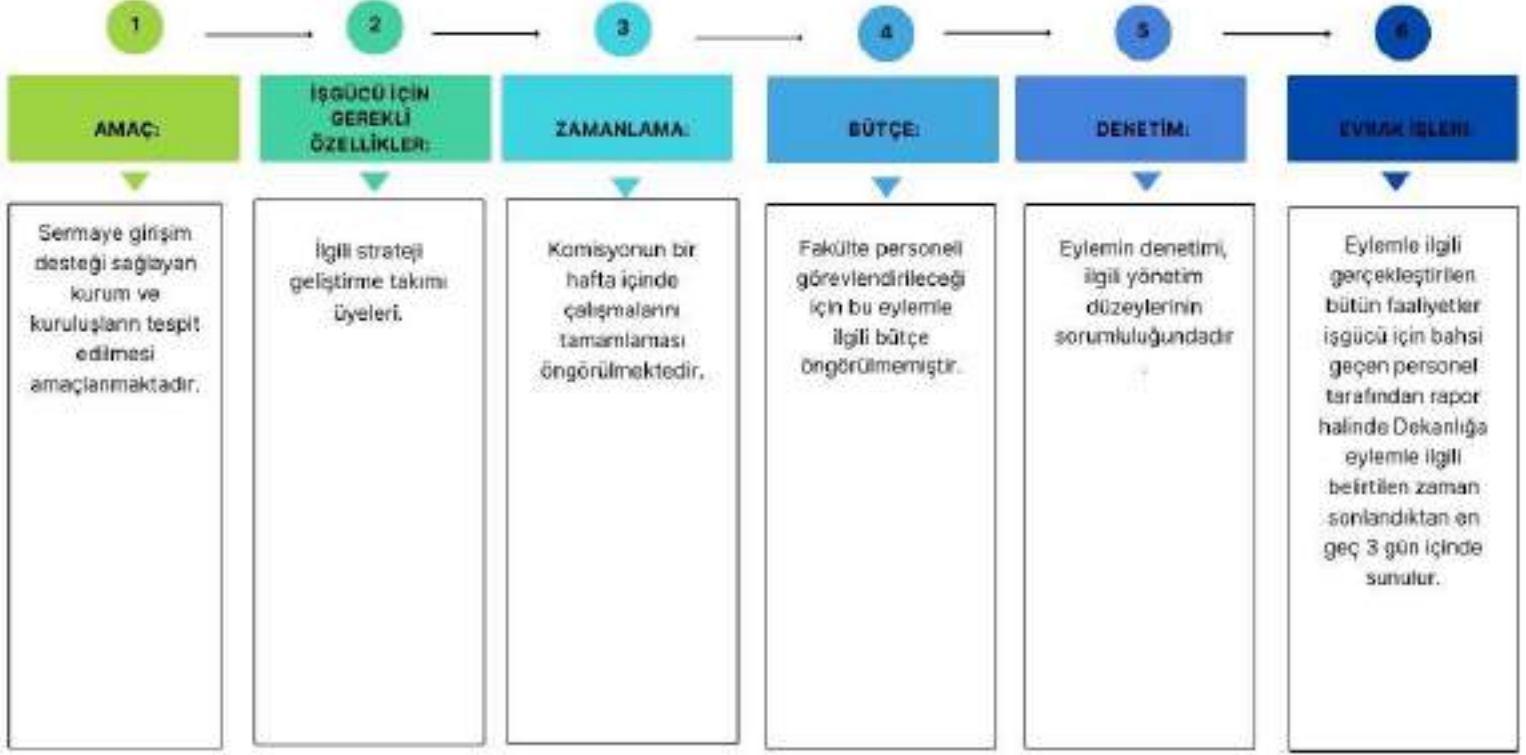 1
2
3
4
5
6
AMAÇ:
İŞGÜCÜ İÇİN
GEREKLİ
ÖZELLİKLER:
ZAMANLAMA:
BÜTÇE:
DENETİM:
EVRAK İŞLERİ:
Sermaye girişim
desteği sağlayan
kurum ve
kuruluşların tespit
edilmesi
amaçlanmaktadır.
İlgili strateji
geliştirme takımı
üyeleri.
Komisyonun bir
hafta içinde
çalışmalarını
tamamlaması
öngörülmektedir.
Fakülte personeli
görevlendirileceği
için bu eylemle
ilgili bütçe
öngörülmemiştir.
Eylemin denetimi,
ilgili yönetim
düzeylerinin
sorumluluğundadır
.
Eylemle ilgili
gerçekleştirilen
bütün faaliyetler
işgücü için bahsi
geçen personel
tarafından rapor
halinde Dekanlığa
eylemle ilgili
belirtilen zaman
sonlandıktan en
geç 3 gün içinde
sunulur.